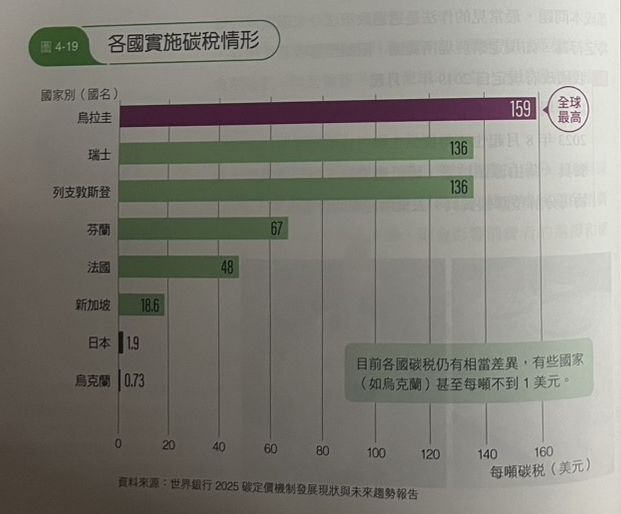 圖 4-19 各國實施碳稅情形
國家別（國名）
烏拉圭 159 全球
最高
瑞士 136
列支敦斯登 136
芬蘭 67
法國 48
新加坡 18.6
日本 1.9
烏克蘭 0.73
目前各國碳稅仍有相當差異，有些國家
（如烏克蘭）甚至每噸不到 1 美元。
0 20 40 60 80 100 120 140 160
每噸碳稅（美元）
資料來源：世界銀行 2025 碳定價機制發展現狀與未來趨勢報告